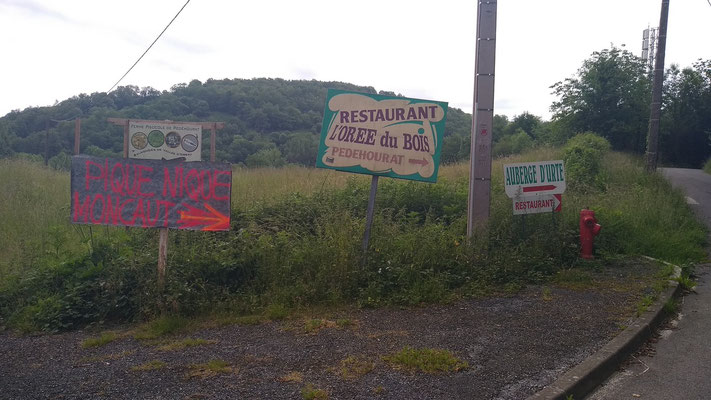 PIQUE NIQUE
MONCAUT
RESTAURANT
L'OREE du BOIS
PEDEHOURAT
AUBERGE D'URTE
RESTAURANT